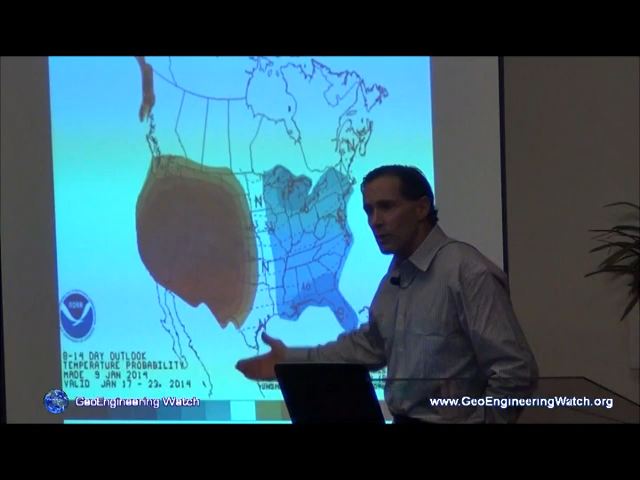 N
N
N
NOAA
8-14 DAY OUTLOOK
TEMPERATURE PROBABILITY
MADE 9 JAN 2014
VALID JAN 17 - 23, 2014
GeoEngineering Watch
www.GeoEngineeringWatch.org